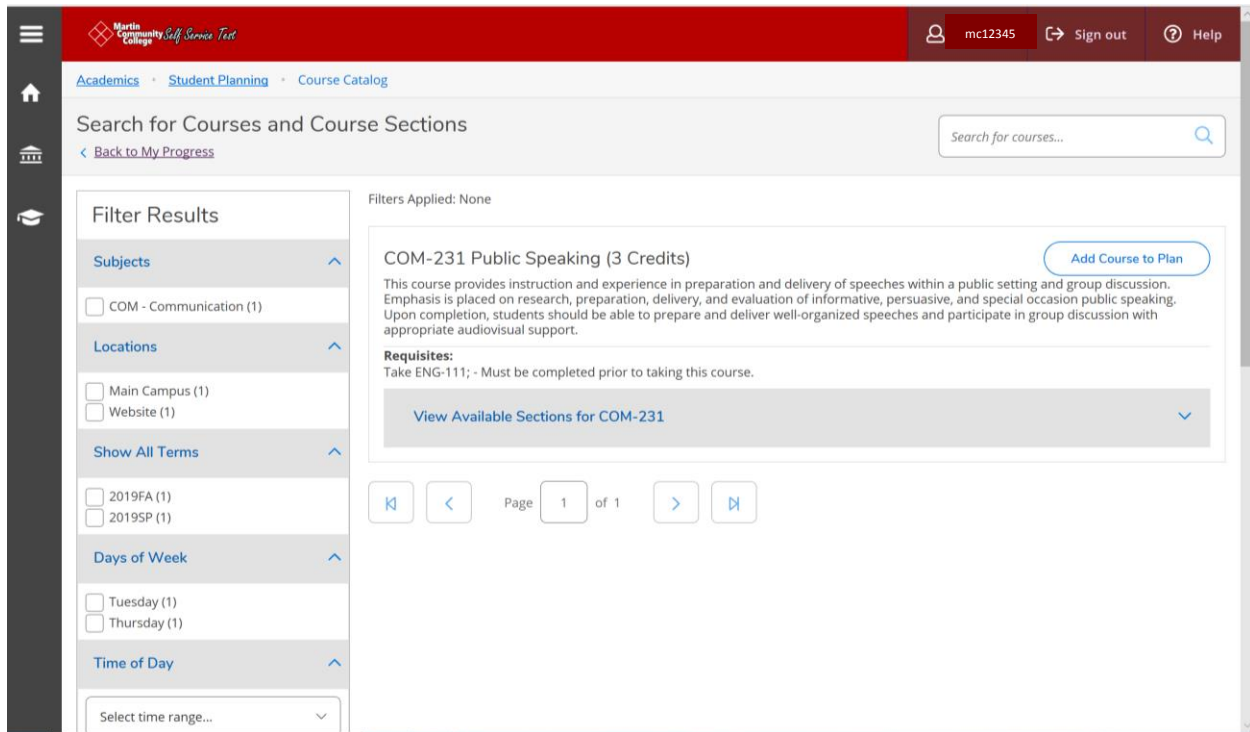 Martin
Community
College
Self Service Test
mc12345
Sign out
Help
Academics
Student Planning
Course Catalog
Search for Courses and Course Sections
Back to My Progress
Search for courses...
Filter Results
Subjects
COM - Communication (1)
Locations
Main Campus (1)
Website (1)
Show All Terms
2019FA (1)
2019SP (1)
Days of Week
Tuesday (1)
Thursday (1)
Time of Day
Select time range...
Filters Applied: None
COM-231 Public Speaking (3 Credits)
Add Course to Plan
This course provides instruction and experience in preparation and delivery of speeches within a public setting and group discussion.
Emphasis is placed on research, preparation, delivery, and evaluation of informative, persuasive, and special occasion public speaking.
Upon completion, students should be able to prepare and deliver well-organized speeches and participate in group discussion with
appropriate audiovisual support.
Requisites:
Take ENG-111; - Must be completed prior to taking this course.
View Available Sections for COM-231
Page 1 of 1